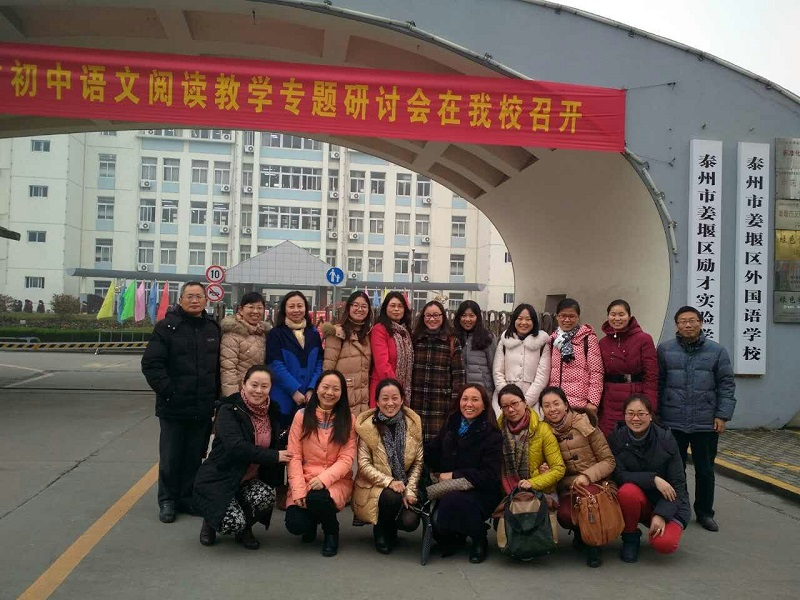 初中语文阅读教学专题研讨会在我校召开
泰州市姜堰区励才实验学
泰州市姜堰区外国语学校
10